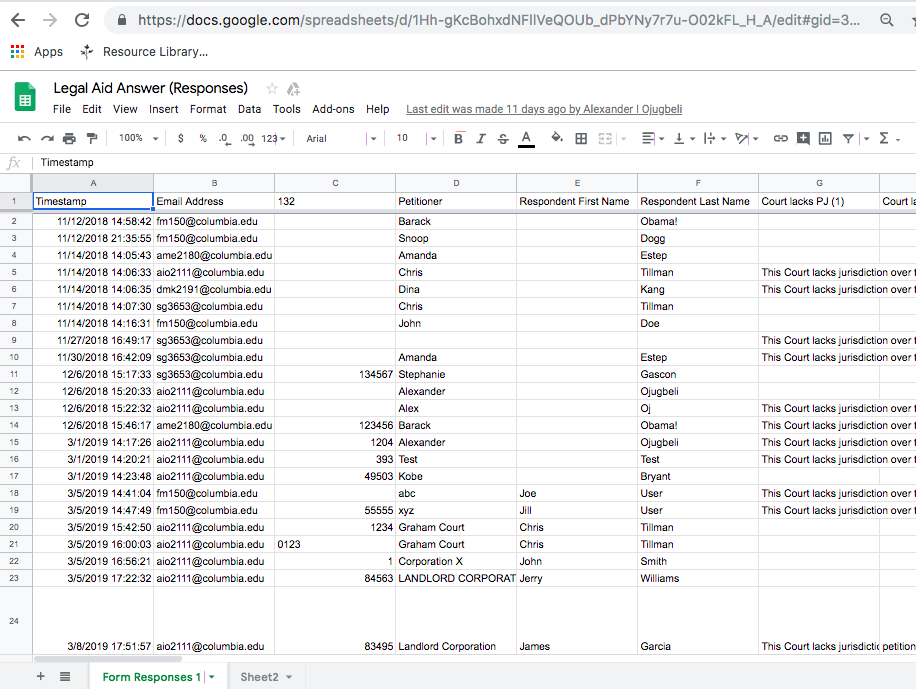 https://docs.google.com/spreadsheets/d/1Hh-gKcBohxdNFIlVeQOUb_dPbYNy7r7u-O02kFL_H_A/edit#gid=3...
Apps Resource Library...
Legal Aid Answer (Responses)
File Edit View Insert Format Data Tools Add-ons Help Last edit was made 11 days ago by Alexander I Ojugbeli
100% $ % .0 .00 123 Arial 10 B I S A Σ
fx Timestamp
A B C D E F G
1 Timestamp Email Address 132 Petitioner Respondent First Name Respondent Last Name Court lacks PJ (1) Court la
2 11/12/2018 14:58:42 fm150@columbia.edu Barack Obama!
3 11/12/2018 21:35:55 fm150@columbia.edu Snoop Dogg
4 11/14/2018 14:05:43 ame2180@columbia.edu Amanda Estep
5 11/14/2018 14:06:33 aio2111@columbia.edu Chris Tillman This Court lacks jurisdiction over t
6 11/14/2018 14:06:35 dmk2191@columbia.edu Dina Kang This Court lacks jurisdiction over t
7 11/14/2018 14:07:30 sg3653@columbia.edu Chris Tillman
8 11/14/2018 14:16:31 fm150@columbia.edu John Doe
9 11/27/2018 16:49:17 sg3653@columbia.edu This Court lacks jurisdiction over t
10 11/30/2018 16:42:09 sg3653@columbia.edu Amanda Estep This Court lacks jurisdiction over t
11 12/6/2018 15:17:33 sg3653@columbia.edu 134567 Stephanie Gascon
12 12/6/2018 15:20:33 aio2111@columbia.edu Alexander Ojugbeli
13 12/6/2018 15:22:32 aio2111@columbia.edu Alex Oj This Court lacks jurisdiction over t
14 12/6/2018 15:46:17 ame2180@columbia.edu 123456 Barack Obama! This Court lacks jurisdiction over t
15 3/1/2019 14:17:26 aio2111@columbia.edu 1204 Alexander Ojugbeli This Court lacks jurisdiction over t
16 3/1/2019 14:20:21 aio2111@columbia.edu 393 Test Test This Court lacks jurisdiction over t
17 3/1/2019 14:23:48 aio2111@columbia.edu 49503 Kobe Bryant
18 3/5/2019 14:41:04 fm150@columbia.edu abc Joe User This Court lacks jurisdiction over t
19 3/5/2019 14:47:49 fm150@columbia.edu 55555 xyz Jill User This Court lacks jurisdiction over t
20 3/5/2019 15:42:50 aio2111@columbia.edu 1234 Graham Court Chris Tillman
21 3/5/2019 16:00:03 aio2111@columbia.edu 0123 Graham Court Chris Tillman
22 3/5/2019 16:56:21 aio2111@columbia.edu 1 Corporation X John Smith
23 3/5/2019 17:22:32 aio2111@columbia.edu 84563 LANDLORD CORPORAT Jerry Williams
24 3/8/2019 17:51:57 aio2111@columbia.edu 83495 Landlord Corporation James Garcia This Court lacks jurisdictic petition
Form Responses 1 Sheet2